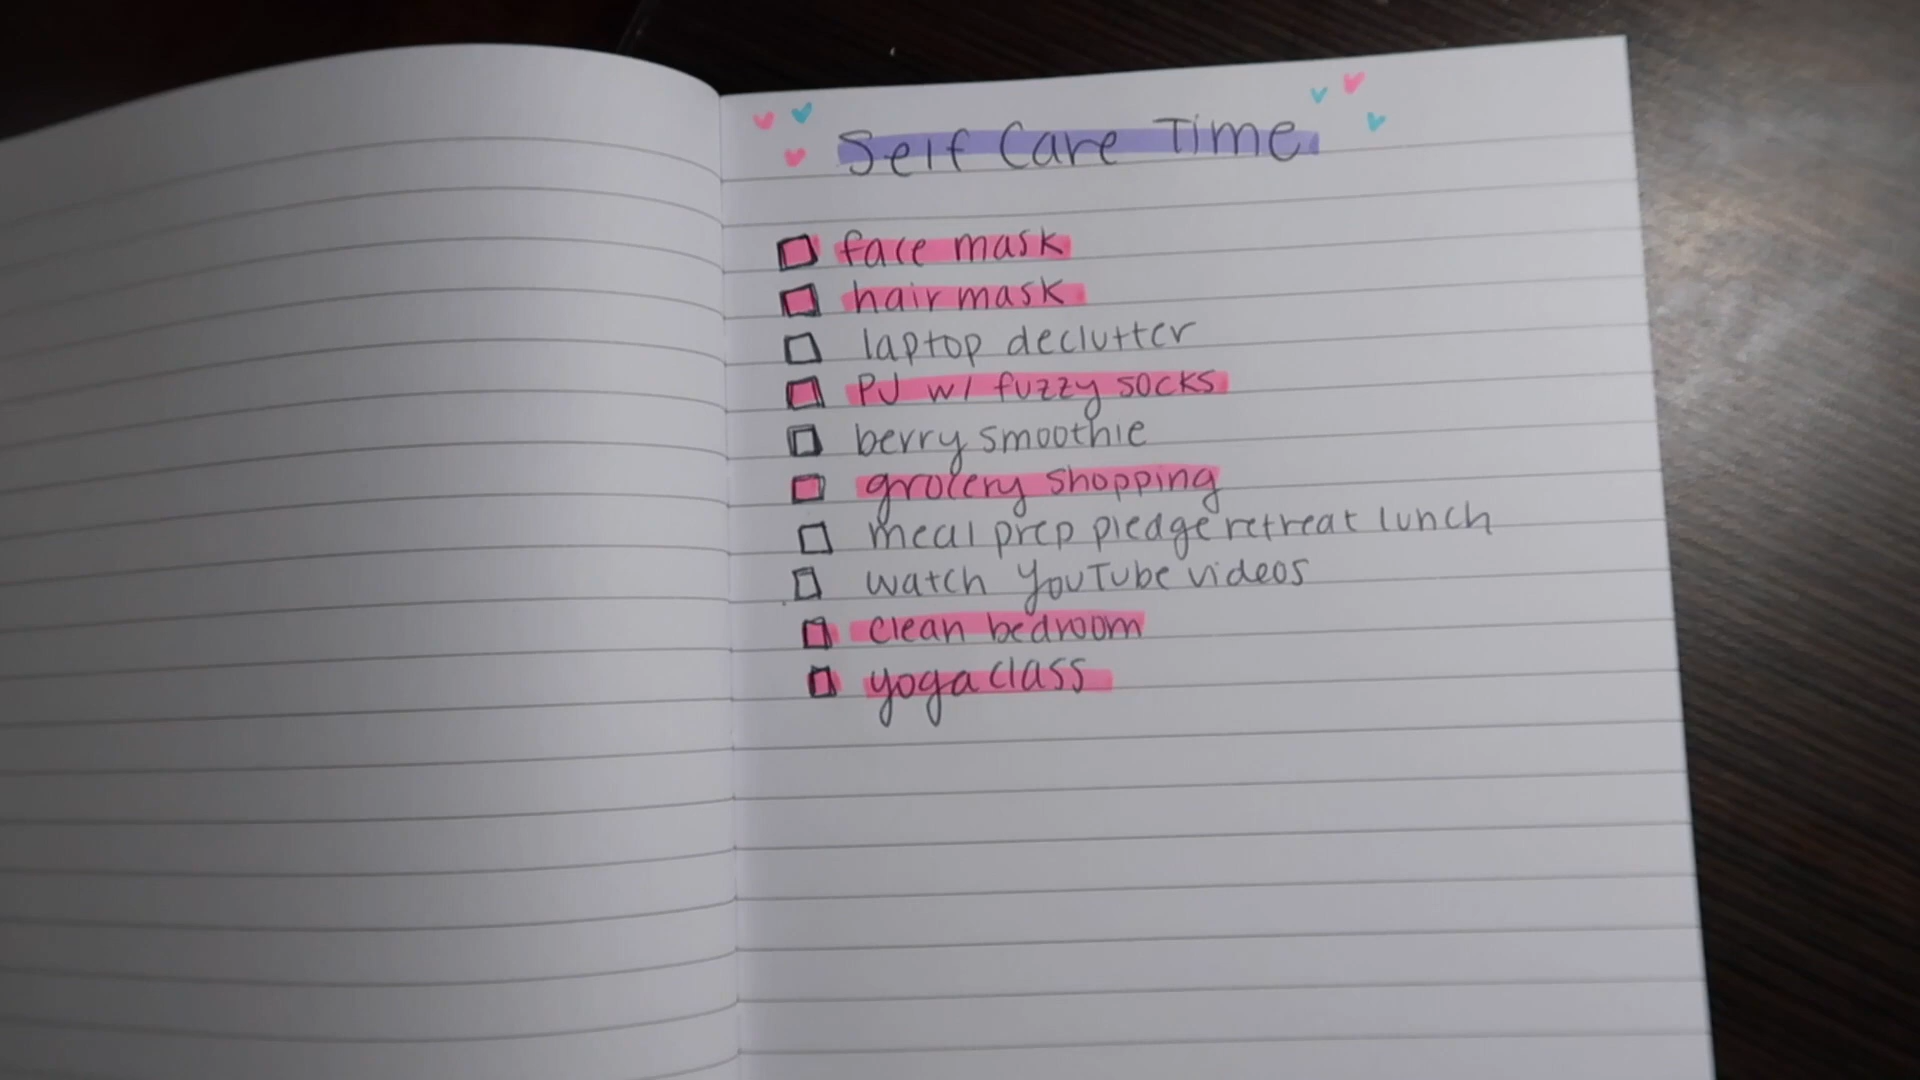 Self Care Time
face mask
hair mask
laptop declutter
PJ w/ fuzzy socks
berry smoothie
grocery shopping
meal prep pledge retreat lunch
watch YouTube videos
clean bedroom
yoga class